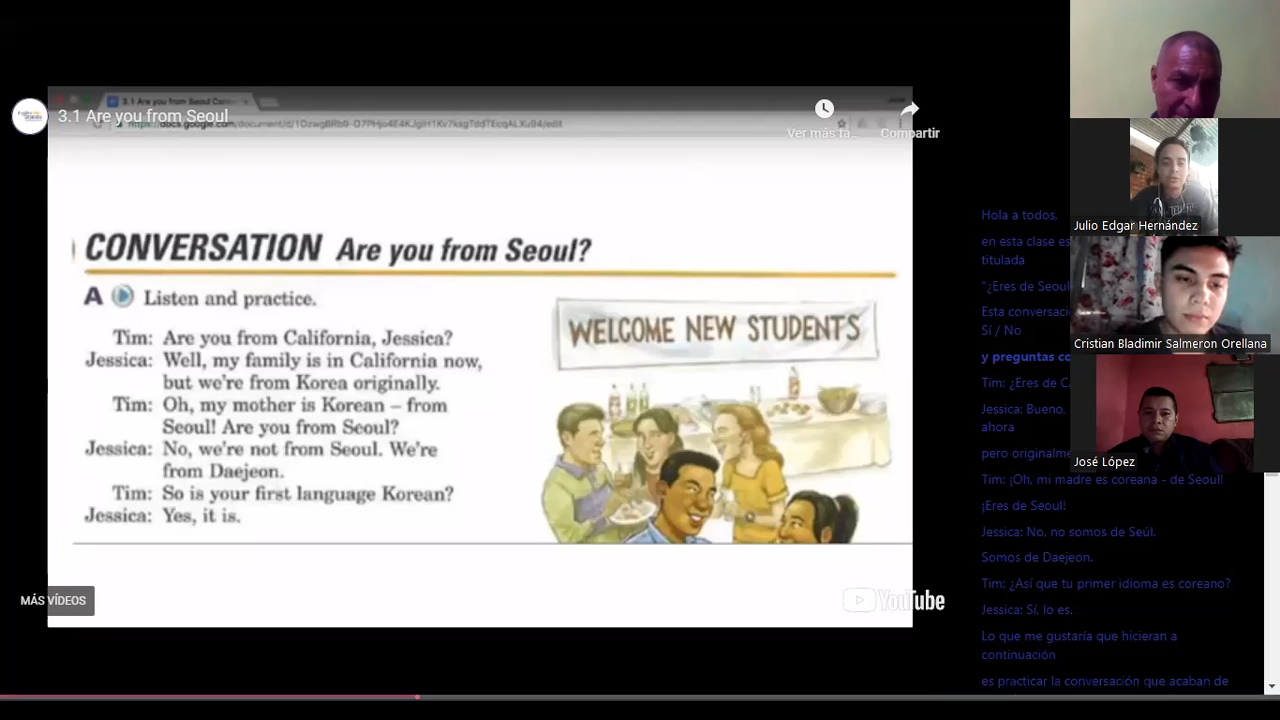 3.1 Are you from Seoul
Ver más ta...
Compartir
CONVERSATION Are you from Seoul?
A Listen and practice.
Tim: Are you from California, Jessica?
Jessica: Well, my family is in California now,
but we're from Korea originally.
Tim: Oh, my mother is Korean – from
Seoul! Are you from Seoul?
Jessica: No, we're not from Seoul. We're
from Daejeon.
Tim: So is your first language Korean?
Jessica: Yes, it is.
WELCOME NEW STUDENTS
MÁS VÍDEOS
YouTube
Hola a todos,
en esta clase es
titulada
"¿Eres de Seoul
Esta conversaci
Sí / No
y preguntas co
Tim: ¿Eres de C
Jessica: Bueno,
ahora
pero originalme
Tim: ¡Oh, mi madre es coreana - de Seoul!
¡Eres de Seoul!
Jessica: No, no somos de Seúl.
Somos de Daejeon.
Tim: ¿Así que tu primer idioma es coreano?
Jessica: Sí, lo es.
Lo que me gustaría que hicieran a
continuación
es practicar la conversación que acaban de
Julio Edgar Hernández
Cristian Bladimir Salmeron Orellana
José López